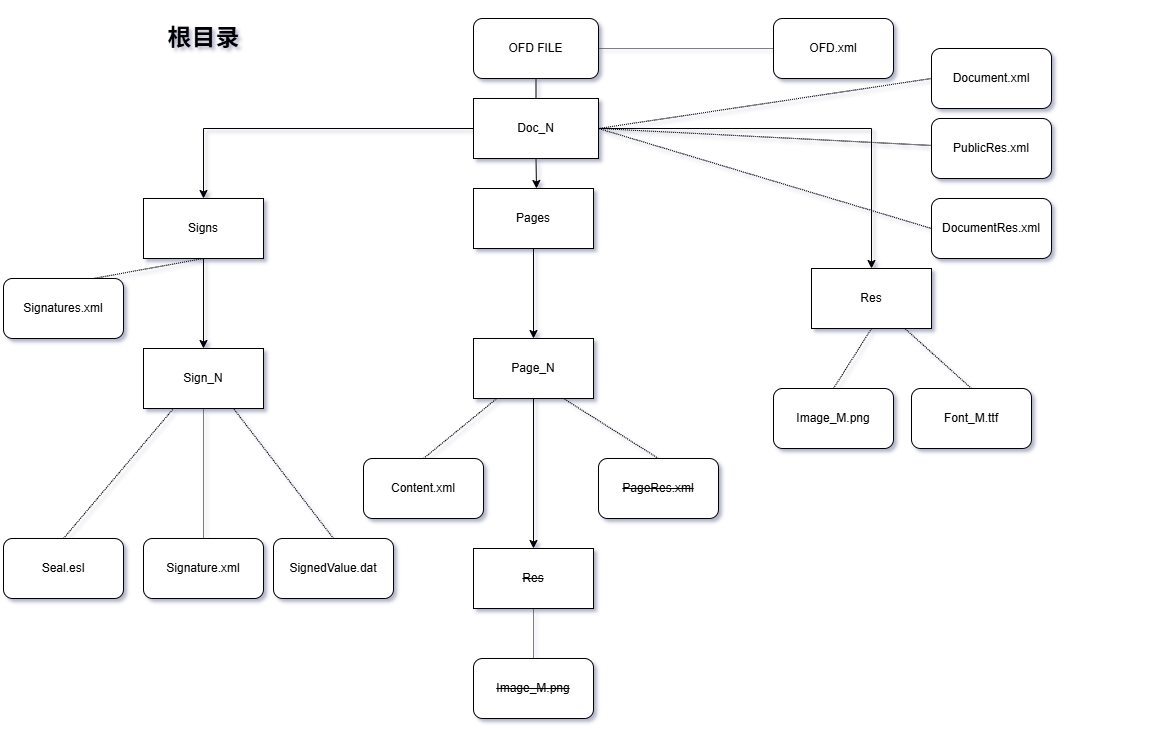 根目录
OFD FILE
OFD.xml
Document.xml
Doc_N
PublicRes.xml
Signs
Pages
DocumentRes.xml
Signatures.xml
Res
Sign_N
Page_N
Image_M.png
Font_M.ttf
Content.xml
PageRes.xml
Seal.esl
Signature.xml
SignedValue.dat
Res
Image_M.png